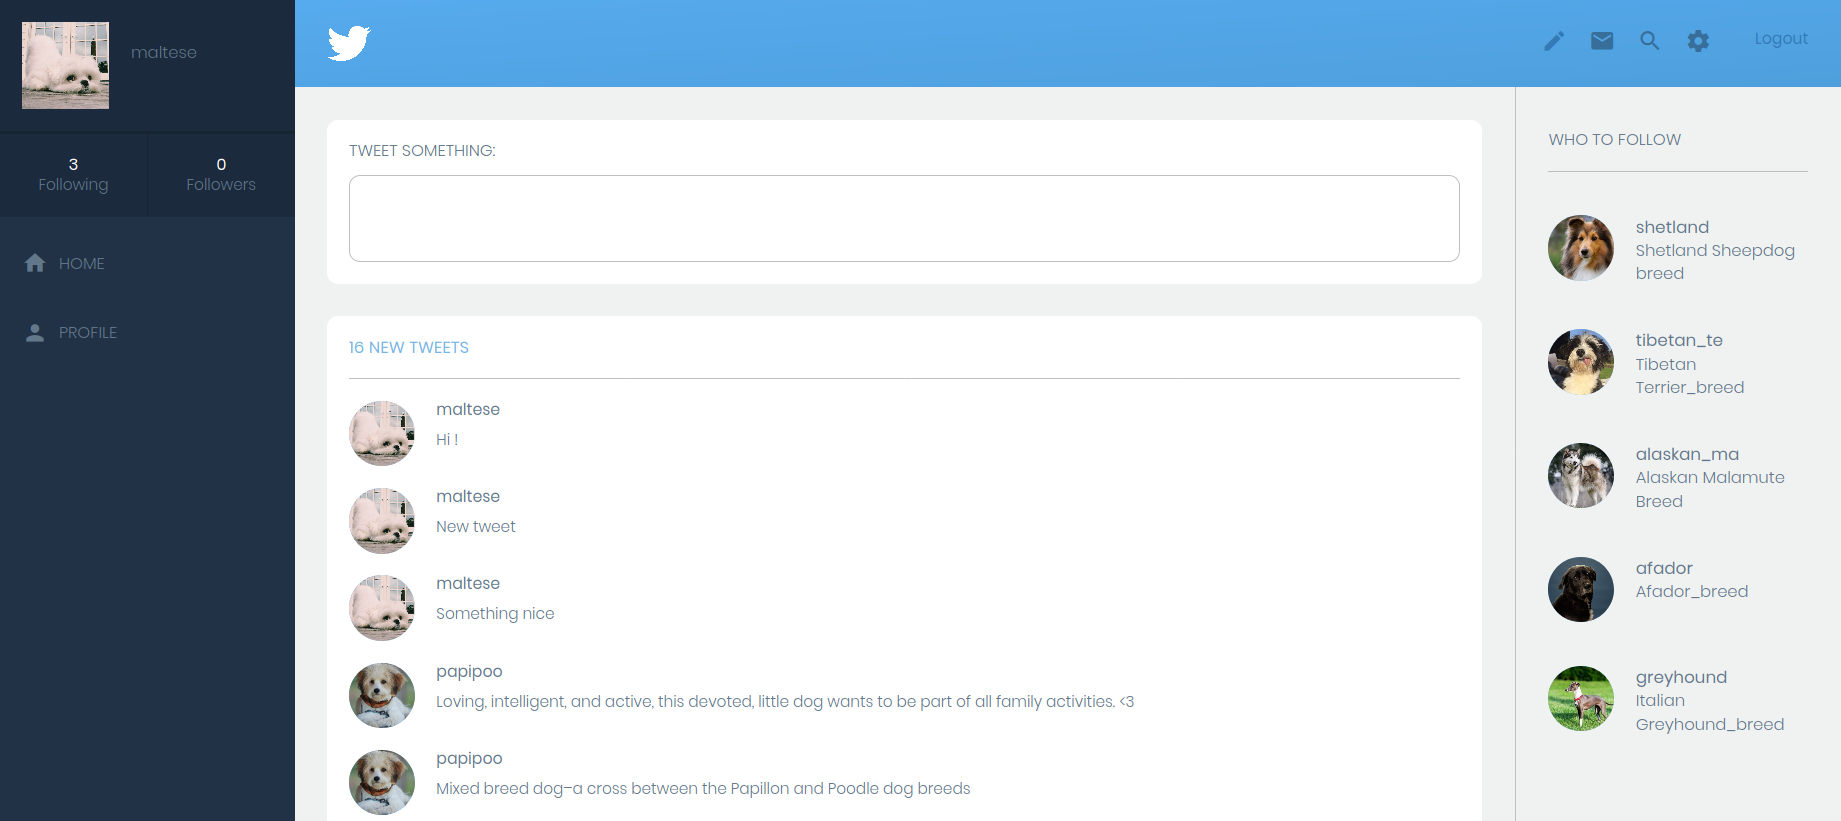 maltese
3
Following
0
Followers
HOME
PROFILE
Logout
TWEET SOMETHING:
16 NEW TWEETS
maltese
Hi !
maltese
New tweet
maltese
Something nice
papipoo
Loving, intelligent, and active, this devoted, little dog wants to be part of all family activities. <3
papipoo
Mixed breed dog–a cross between the Papillon and Poodle dog breeds
WHO TO FOLLOW
shetland
Shetland Sheepdog
breed
tibetan_te
Tibetan
Terrier_breed
alaskan_ma
Alaskan Malamute
Breed
afador
Afador_breed
greyhound
Italian
Greyhound_breed